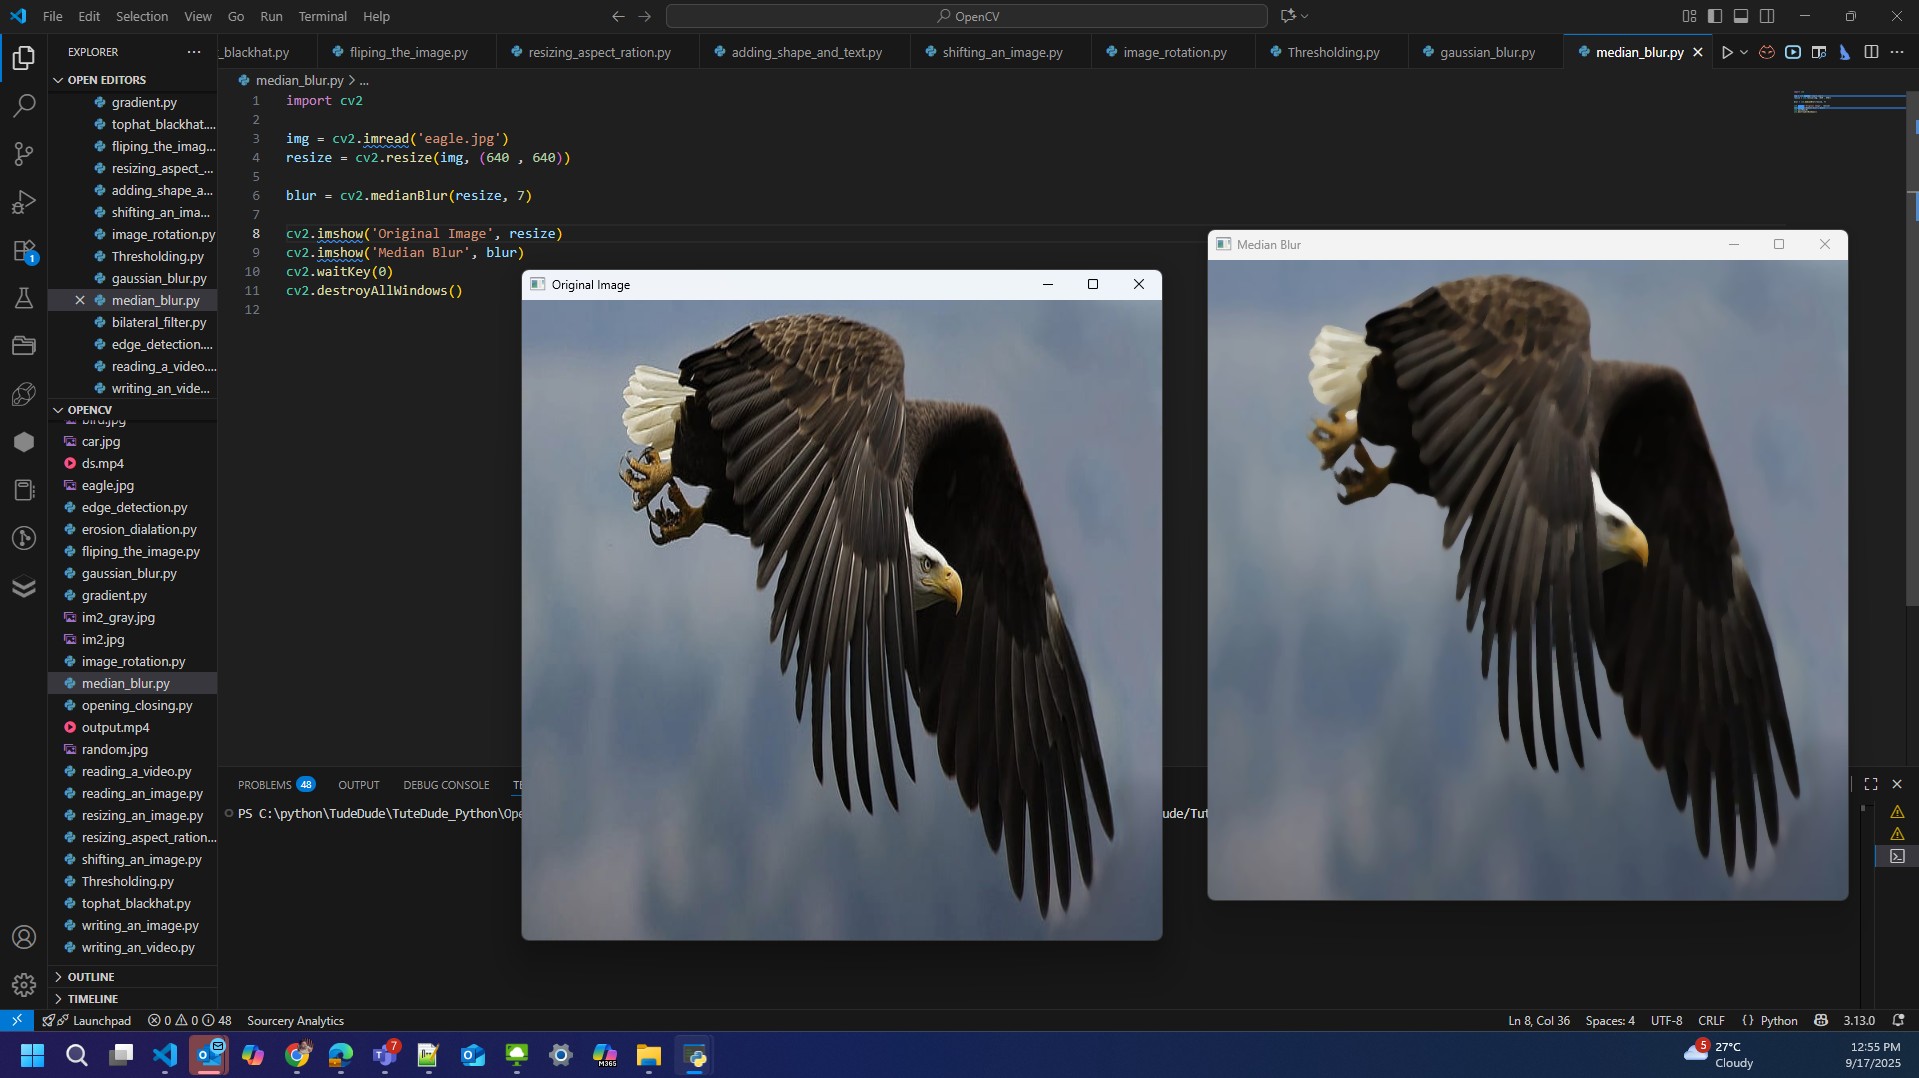 File Edit Selection View Go Run Terminal Help
OpenCV
EXPLORER
OPEN EDITORS
gradient.py
tophat_blackhat....
fliping_the_imag...
resizing_aspect_...
adding_shape_a...
shifting_an_ima...
image_rotation.py
Thresholding.py
gaussian_blur.py
median_blur.py
bilateral_filter.py
edge_detection....
reading_a_video....
writing_an_vide...
OPENCV
bird.jpg
car.jpg
ds.mp4
eagle.jpg
edge_detection.py
erosion_dialation.py
fliping_the_image.py
gaussian_blur.py
gradient.py
im2_gray.jpg
im2.jpg
image_rotation.py
median_blur.py
opening_closing.py
output.mp4
random.jpg
reading_a_video.py
reading_an_image.py
resizing_an_image.py
resizing_aspect_ration...
shifting_an_image.py
Thresholding.py
tophat_blackhat.py
writing_an_image.py
writing_an_video.py
OUTLINE
TIMELINE
1
_blackhat.py fliping_the_image.py resizing_aspect_ration.py adding_shape_and_text.py shifting_an_image.py image_rotation.py Thresholding.py gaussian_blur.py median_blur.py
median_blur.py > ...
1 import cv2
2
3 img = cv2.imread('eagle.jpg')
4 resize = cv2.resize(img, (640 , 640))
5
6 blur = cv2.medianBlur(resize, 7)
7
8 cv2.imshow('Original Image', resize)
9 cv2.imshow('Median Blur', blur)
10 cv2.waitKey(0)
11 cv2.destroyAllWindows()
12
Original Image
Median Blur
PROBLEMS 48 OUTPUT DEBUG CONSOLE TE
PS C:\python\TudeDude\TuteDude_Python\Ope
ude/Tut
Launchpad 0 0 48 Sourcery Analytics
Ln 8, Col 36 Spaces: 4 UTF-8 CRLF {} Python 3.13.0
7
M365
5
27°C
Cloudy
12:55 PM
9/17/2025